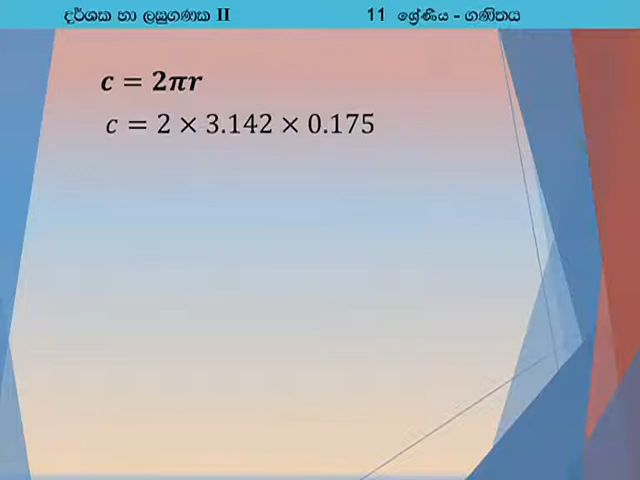 දර්ශක හා ලඝුගණක II 11 ශ්‍රේණිය - ගණිතය
c = 2πr
c = 2 × 3.142 × 0.175